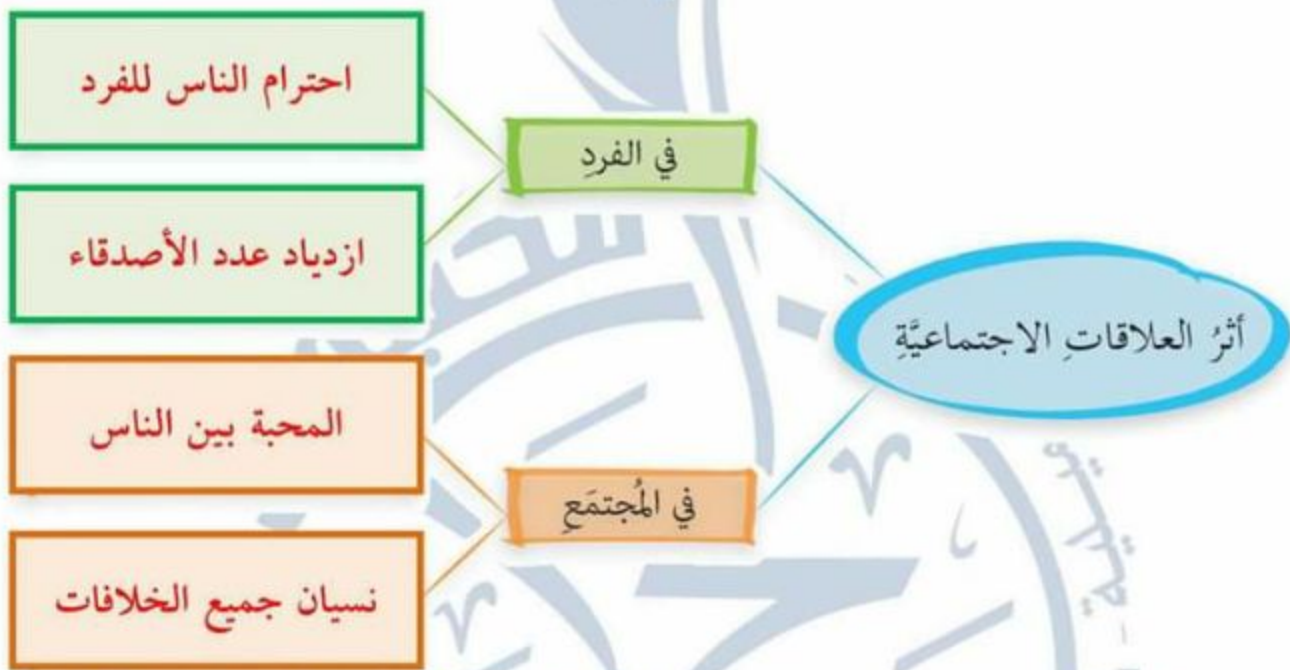 أثرُ العلاقاتِ الاجتماعيَّةِ
في الفردِ
احترام الناس للفرد
ازدياد عدد الأصدقاء
في المُجتمَعِ
المحبة بين الناس
نسيان جميع الخلافات